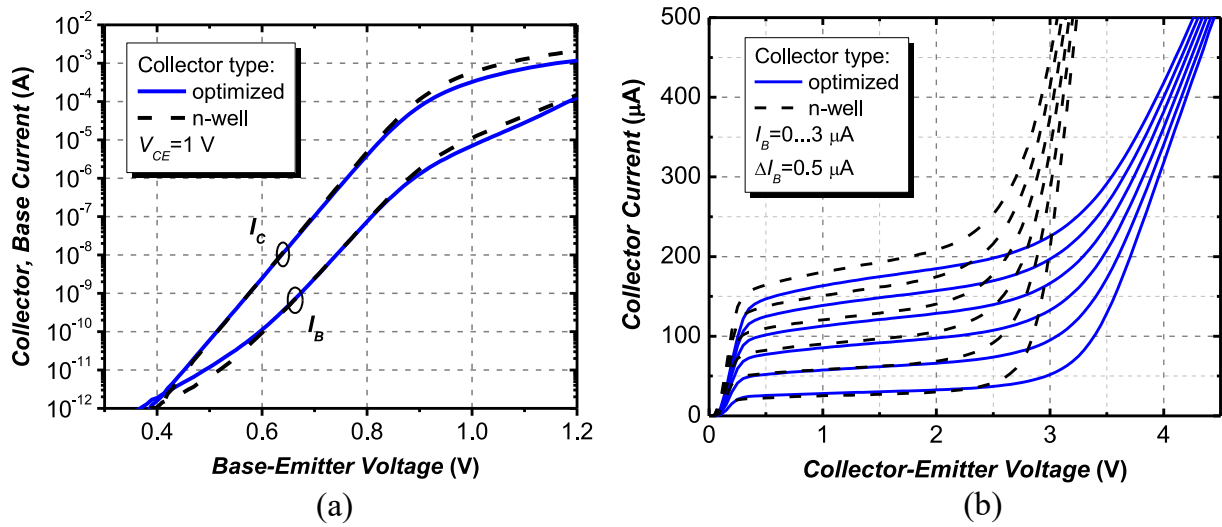 10⁻²
10⁻³
10⁻⁴
10⁻⁵
10⁻⁶
10⁻⁷
10⁻⁸
10⁻⁹
10⁻¹⁰
10⁻¹¹
10⁻¹²
Collector, Base Current (A)
Collector type:
optimized
n-well
V_CE=1 V
I_C
I_B
0.4 0.6 0.8 1.0 1.2
Base-Emitter Voltage (V)
(a)
500
400
300
200
100
0
Collector Current (µA)
Collector type:
optimized
n-well
I_B=0...3 µA
ΔI_B=0.5 µA
0 1 2 3 4
Collector-Emitter Voltage (V)
(b)